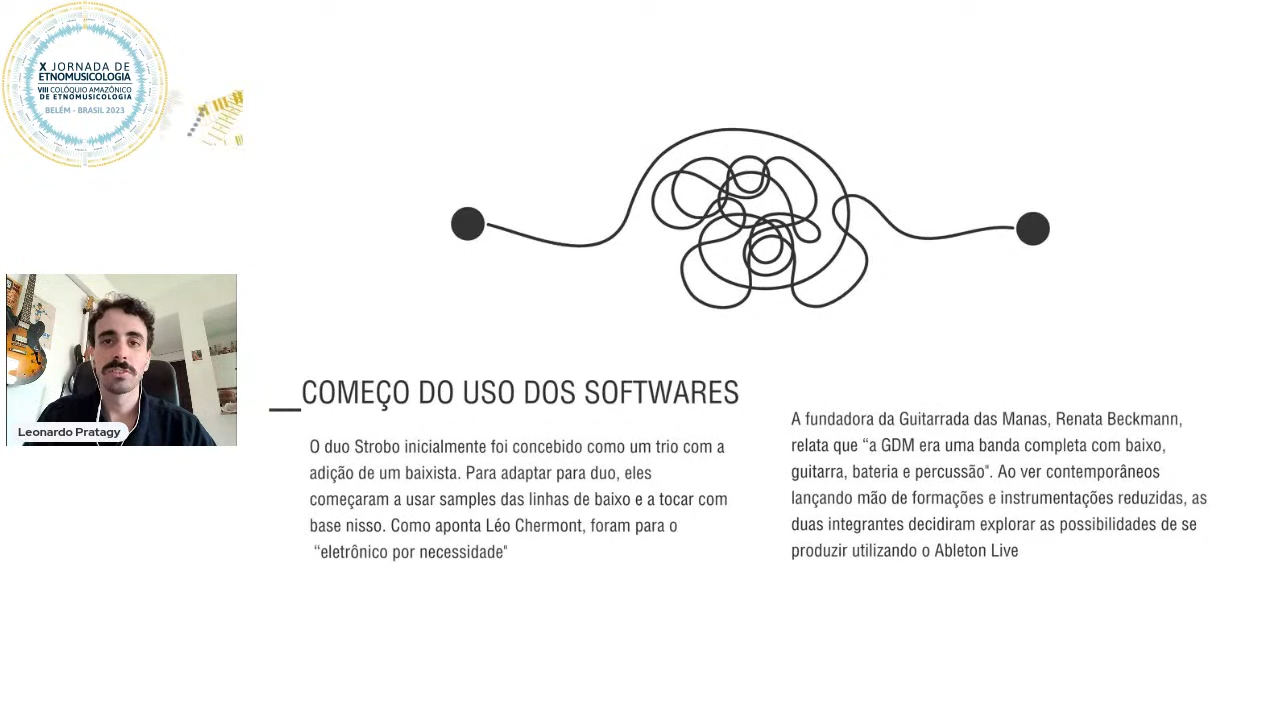 X JORNADA DE
ETNOMUSICOLOGIA
VIII COLÓQUIO AMAZÔNICO
DE ETNOMUSICOLOGIA
BELÉM - BRASIL 2023
Leonardo Pratagy
__COMEÇO DO USO DOS SOFTWARES
O duo Strobo inicialmente foi concebido como um trio com a
adição de um baixista. Para adaptar para duo, eles
começaram a usar samples das linhas de baixo e a tocar com
base nisso. Como aponta Léo Chermont, foram para o
“eletrônico por necessidade"
A fundadora da Guitarrada das Manas, Renata Beckmann,
relata que “a GDM era uma banda completa com baixo,
guitarra, bateria e percussão". Ao ver contemporâneos
lançando mão de formações e instrumentações reduzidas, as
duas integrantes decidiram explorar as possibilidades de se
produzir utilizando o Ableton Live